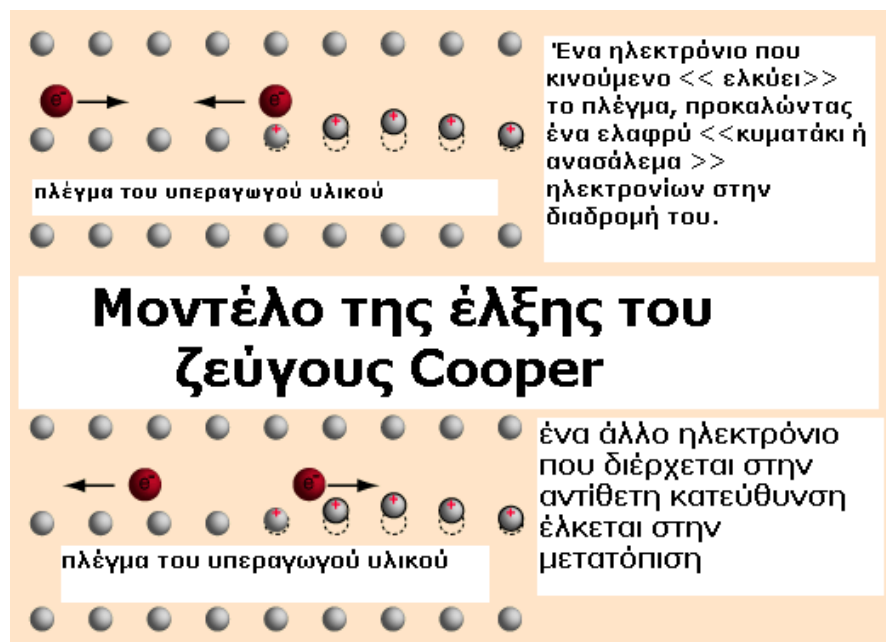 Ένα ηλεκτρόνιο που
κινούμενο << ελκύει>>
το πλέγμα, προκαλώντας
ένα ελαφρύ <<κυματάκι ή
ανασάλεμα >>
ηλεκτρονίων στην
διαδρομή του.
e⁻ e⁻
+ + + + +
πλέγμα του υπεραγωγού υλικού
Μοντέλο της έλξης του
ζεύγους Cooper
ένα άλλο ηλεκτρόνιο
που διέρχεται στην
αντίθετη κατεύθυνση
έλκεται στην
μετατόπιση
e⁻ e⁻
+ + + + +
πλέγμα του υπεραγωγού υλικού